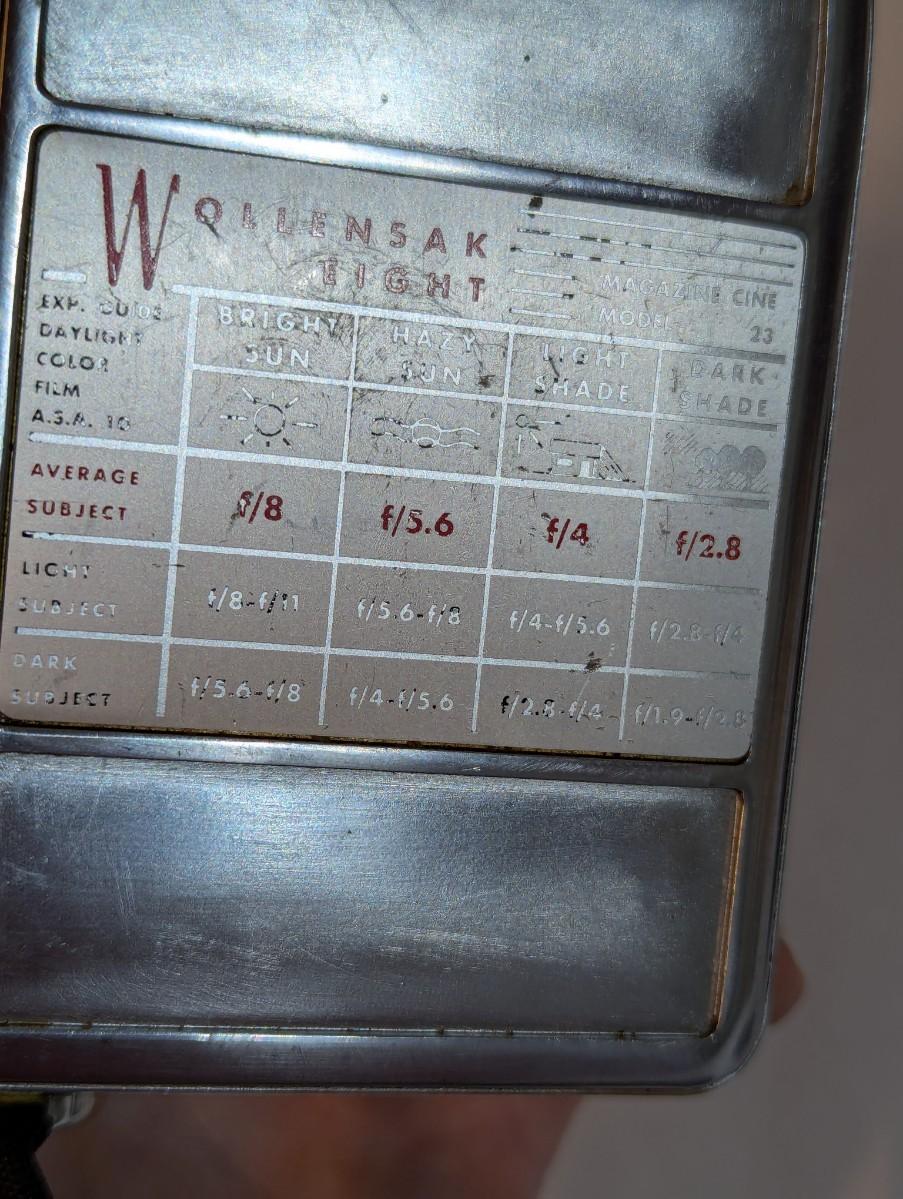 WOLLENSAK
EIGHT
MAGAZINE CINE
MODEL 23
EXP. GUIDE
DAYLIGHT
COLOR
FILM
A.S.A. 10
BRIGHT SUN
HAZY SUN
LIGHT SHADE
DARK SHADE
AVERAGE SUBJECT f/8 f/5.6 f/4 f/2.8
LIGHT SUBJECT f/8-f/11 f/5.6-f/8 f/4-f/5.6 f/2.8-f/4
DARK SUBJECT f/5.6-f/8 f/4-f/5.6 f/2.8-f/4 f/1.9-f/2.8